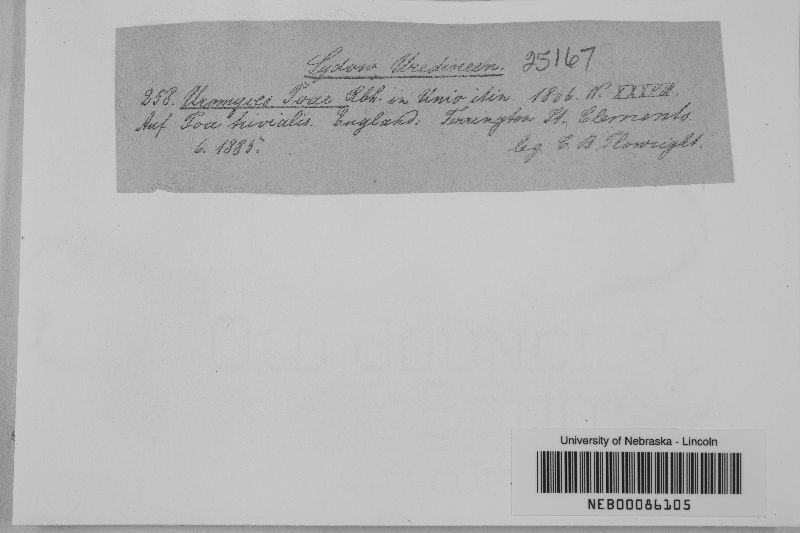 Sydow Uredineen. 25167
258. Uromyces Poae Rbh. in Unio itin. 1866. N. XXXVIII.
Auf Poa trivialis. England: Terrington St. Clements.
6. 1885. leg. C. B. Plowright.
University of Nebraska - Lincoln
NEB00086105